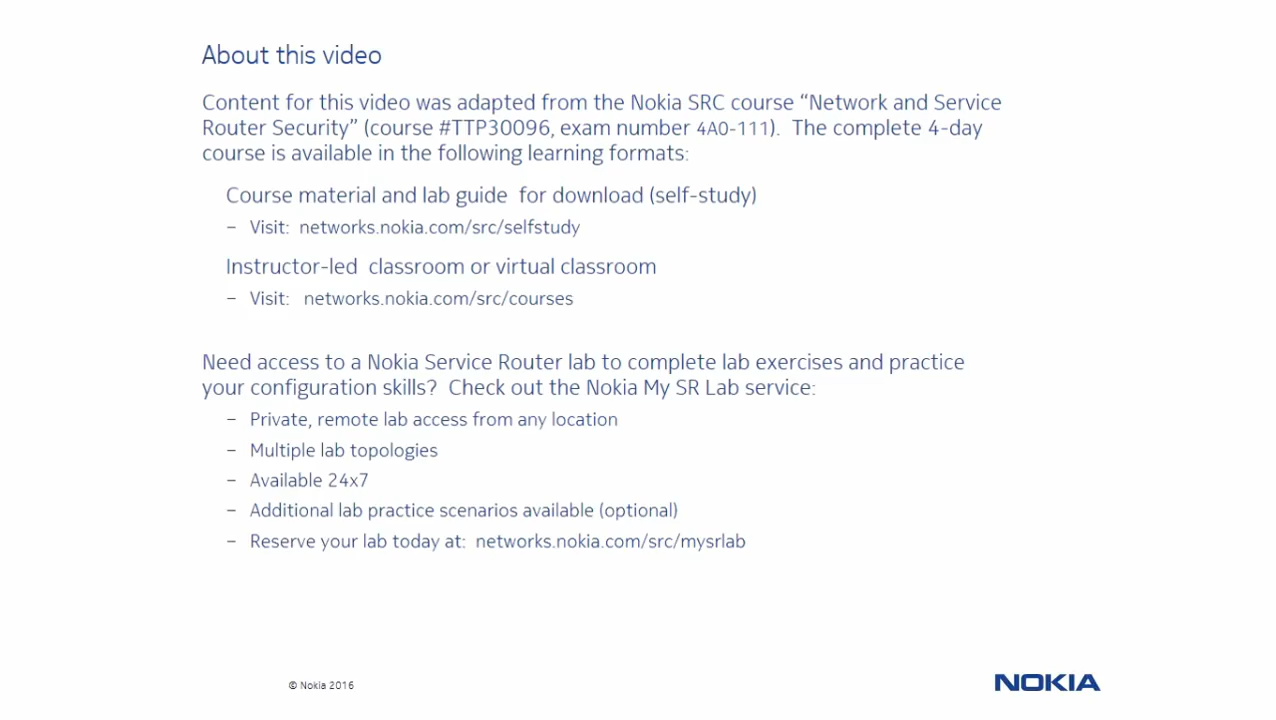 About this video
Content for this video was adapted from the Nokia SRC course “Network and Service
Router Security” (course #TTP30096, exam number 4A0-111).  The complete 4-day
course is available in the following learning formats:
Course material and lab guide  for download (self-study)
– Visit:  networks.nokia.com/src/selfstudy
Instructor-led  classroom or virtual classroom
– Visit:   networks.nokia.com/src/courses
Need access to a Nokia Service Router lab to complete lab exercises and practice
your configuration skills?  Check out the Nokia My SR Lab service:
– Private, remote lab access from any location
– Multiple lab topologies
– Available 24x7
– Additional lab practice scenarios available (optional)
– Reserve your lab today at:  networks.nokia.com/src/mysrlab
© Nokia 2016
NOKIA